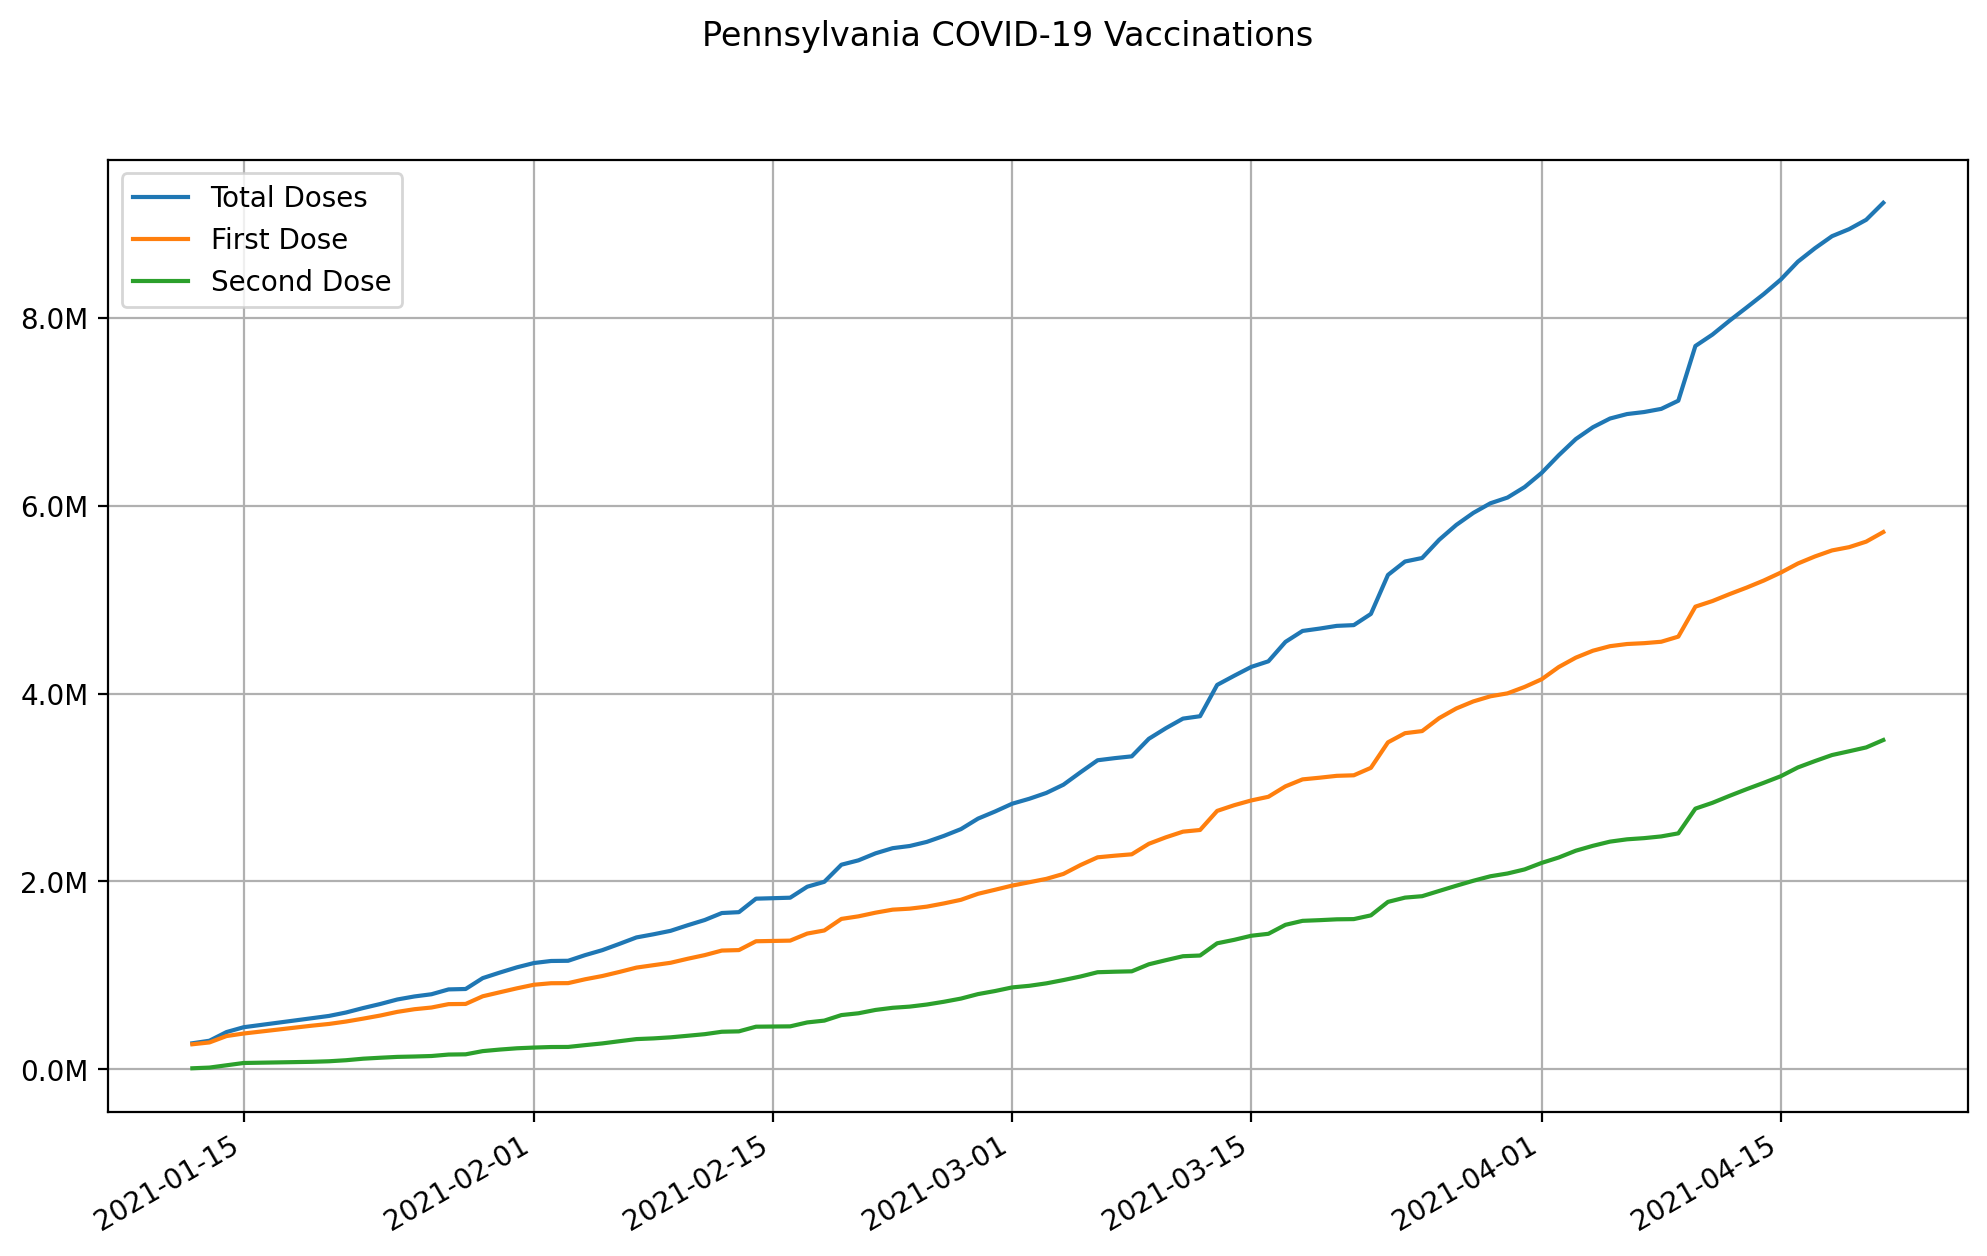 Pennsylvania COVID-19 Vaccinations
Total Doses
First Dose
Second Dose
8.0M
6.0M
4.0M
2.0M
0.0M
2021-01-15
2021-02-01
2021-02-15
2021-03-01
2021-03-15
2021-04-01
2021-04-15